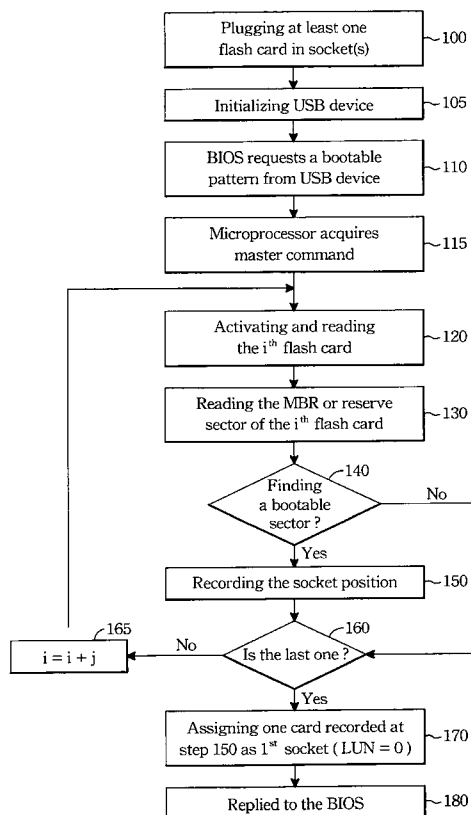 Plugging at least one
flash card in socket(s)
100
Initializing USB device
105
BIOS requests a bootable
pattern from USB device
110
Microprocessor acquires
master command
115
Activating and reading
the ith flash card
120
Reading the MBR or reserve
sector of the ith flash card
130
140
Finding
a bootable
sector ?
No
Yes
Recording the socket position
150
165
i = i + j
No
160
Is the last one ?
Yes
Assigning one card recorded at
step 150 as 1st socket ( LUN = 0 )
170
Replied to the BIOS
180